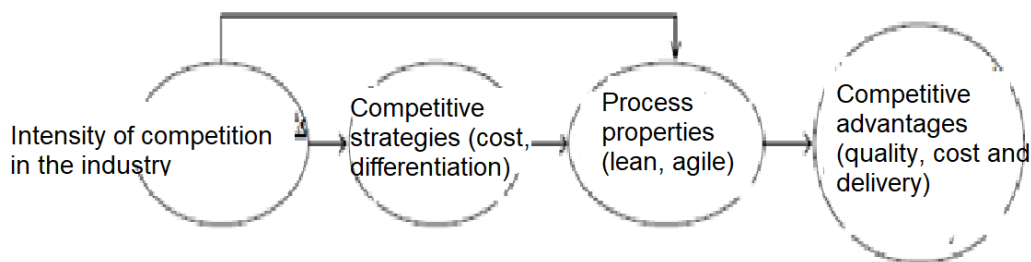 Intensity of competition
in the industry
Competitive
strategies (cost,
differentiation)
Process
properties
(lean, agile)
Competitive
advantages
(quality, cost and
delivery)